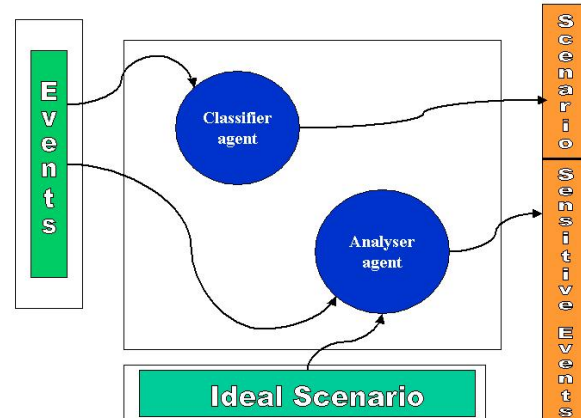 Events
Classifier
agent
Scenario
Analyser
agent
Sensitive Events
Ideal Scenario